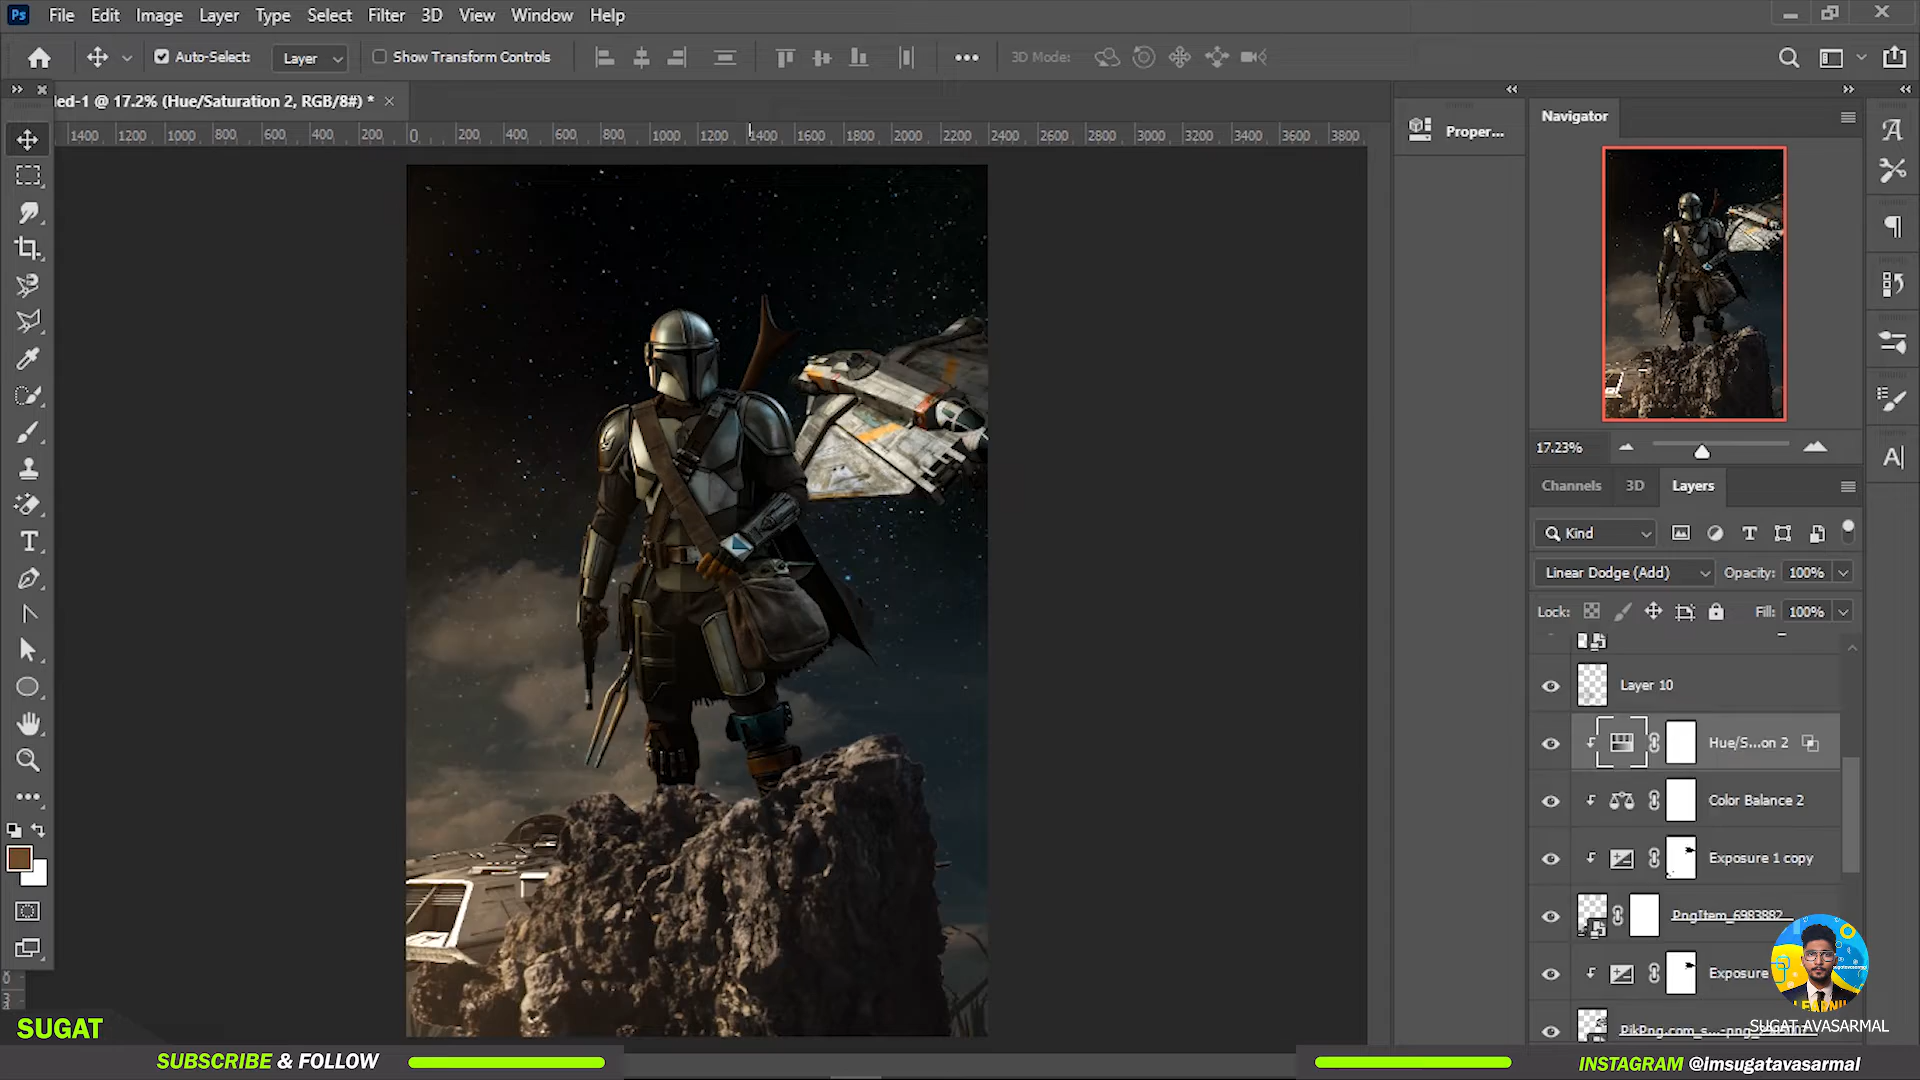 Ps File Edit Image Layer Type Select Filter 3D View Window Help
Auto-Select: Layer Show Transform Controls 3D Mode:
led-1 @ 17.2% (Hue/Saturation 2, RGB/8#) *
1400 1200 1000 800 600 400 200 0 200 400 600 800 1000 1200 1400 1600 1800 2000 2200 2400 2600 2800 3000 3200 3400 3600 3800
Proper...
Navigator
17.23%
Channels 3D Layers
Kind
Linear Dodge (Add) Opacity: 100%
Lock: Fill: 100%
Layer 10
Hue/S...on 2
Color Balance 2
Exposure 1 copy
PngItem_6983882
Exposure
SUGAT AVASARMAL
SUGAT
SUBSCRIBE & FOLLOW
INSTAGRAM @Imsugatavasarmal